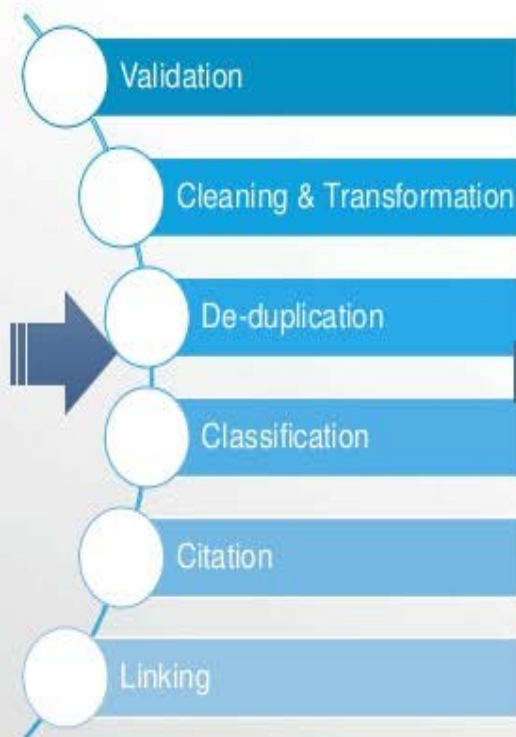 Validation
Cleaning & Transformation
De-duplication
Classification
Citation
Linking